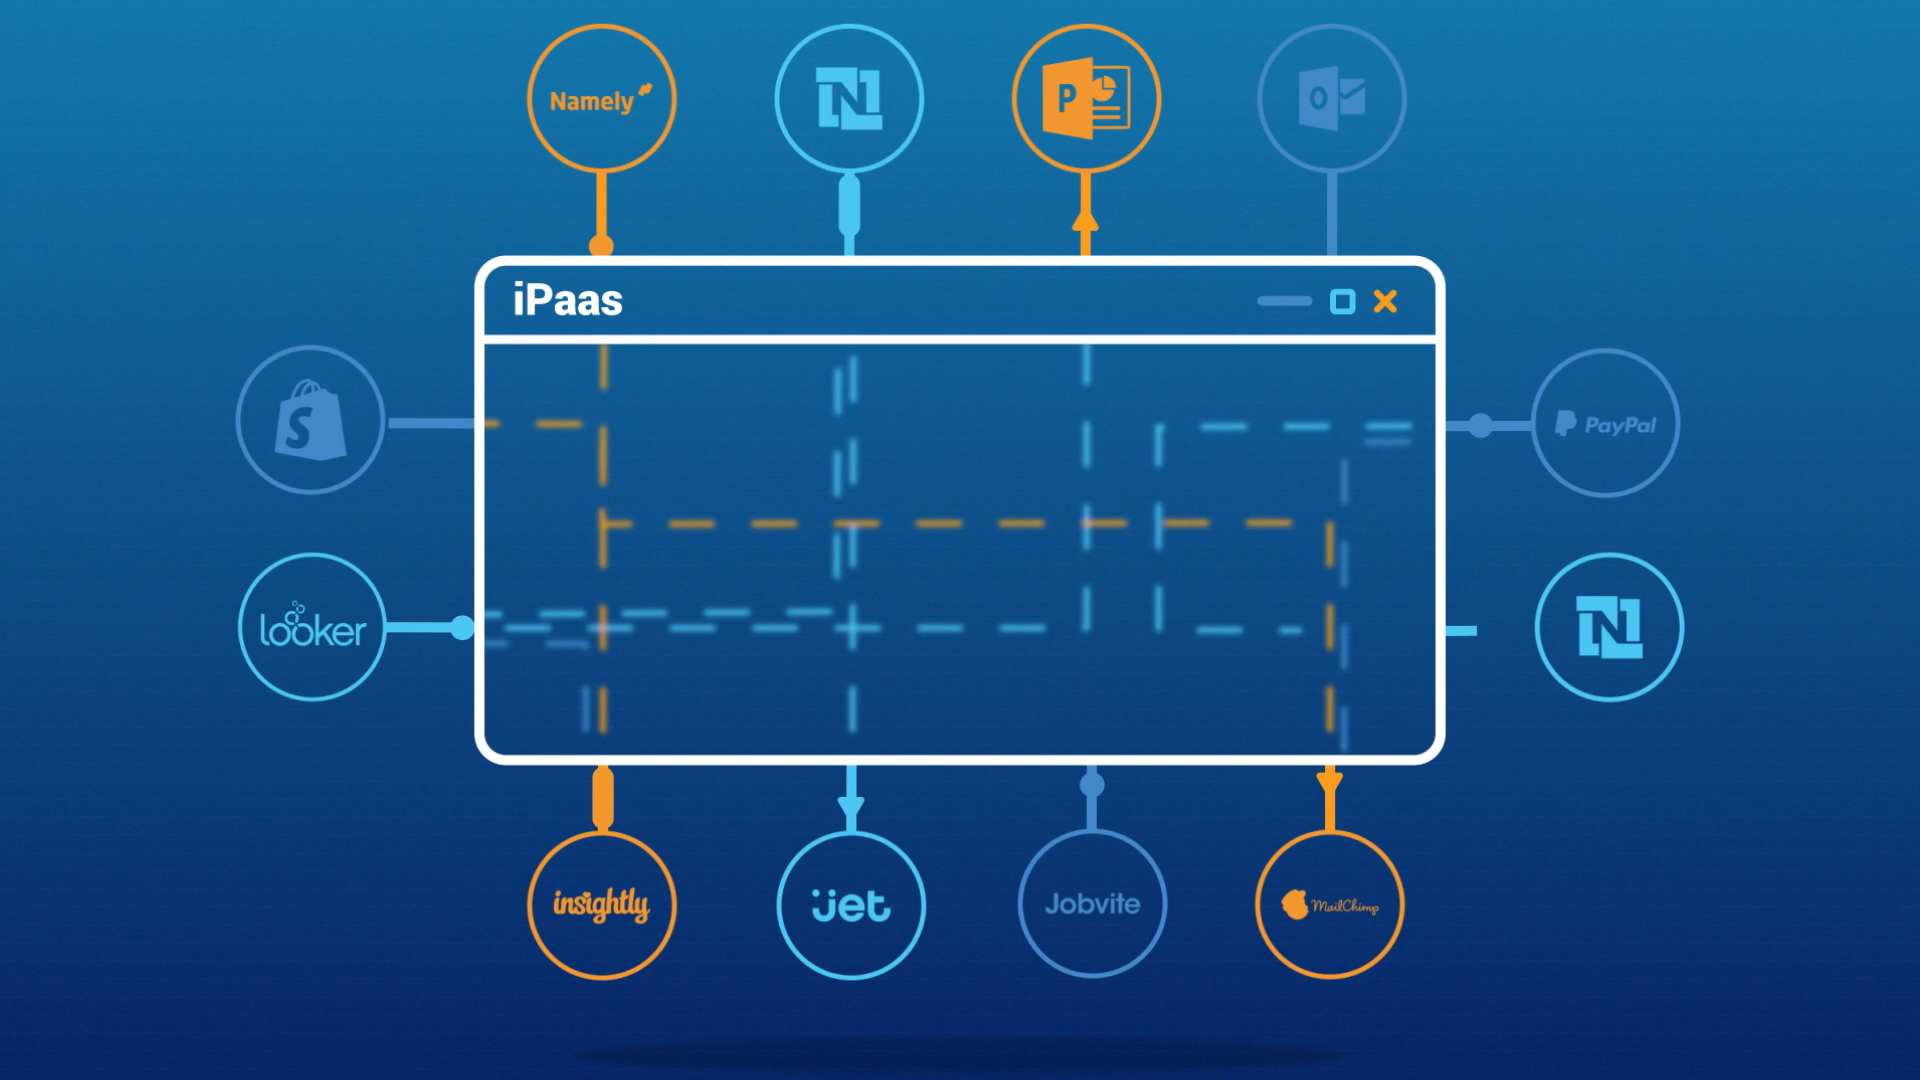 Namely
N
P
O
iPaas
S
PayPal
looker
N
insightly
jet
Jobvite
MailChimp